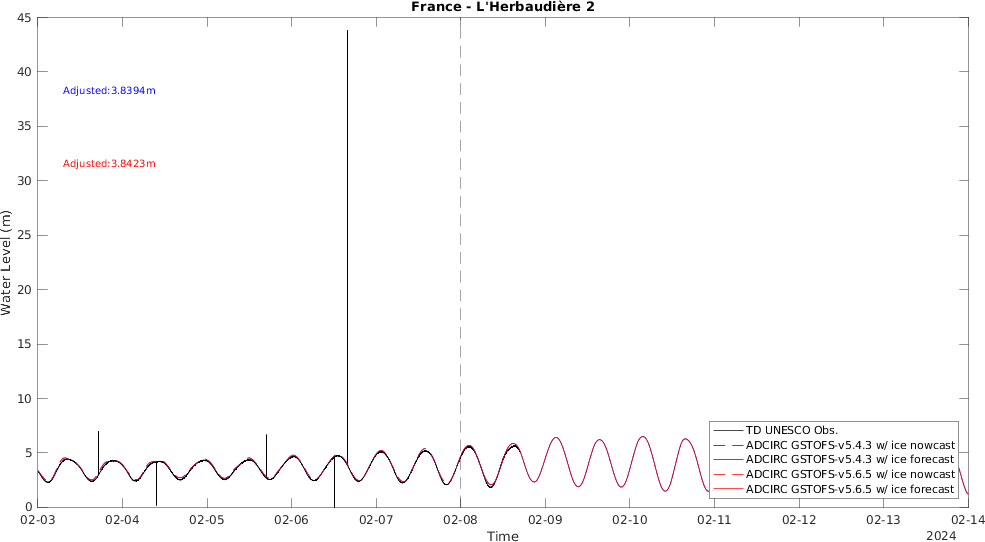 France - L'Herbaudière 2
45
40
35
30
25
20
15
10
5
0
Water Level (m)
Adjusted:3.8394m
Adjusted:3.8423m
TD UNESCO Obs.
ADCIRC GSTOFS-v5.4.3 w/ ice nowcast
ADCIRC GSTOFS-v5.4.3 w/ ice forecast
ADCIRC GSTOFS-v5.6.5 w/ ice nowcast
ADCIRC GSTOFS-v5.6.5 w/ ice forecast
02-03 02-04 02-05 02-06 02-07 02-08 02-09 02-10 02-11 02-12 02-13 02-14
Time
2024